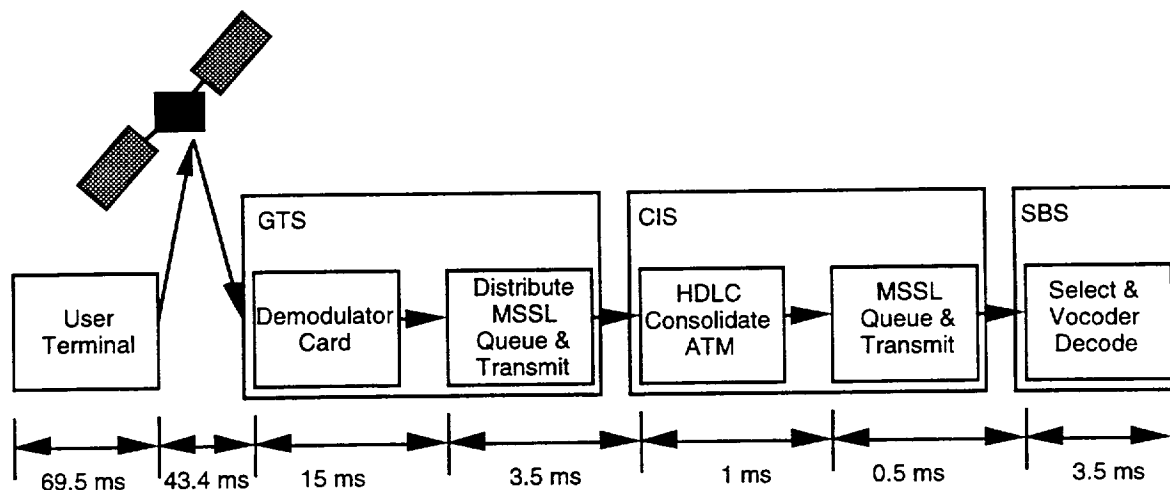 GTS
CIS
SBS
User
Terminal
Demodulator
Card
Distribute
MSSL
Queue &
Transmit
HDLC
Consolidate
ATM
MSSL
Queue &
Transmit
Select &
Vocoder
Decode
69.5 ms
43.4 ms
15 ms
3.5 ms
1 ms
0.5 ms
3.5 ms